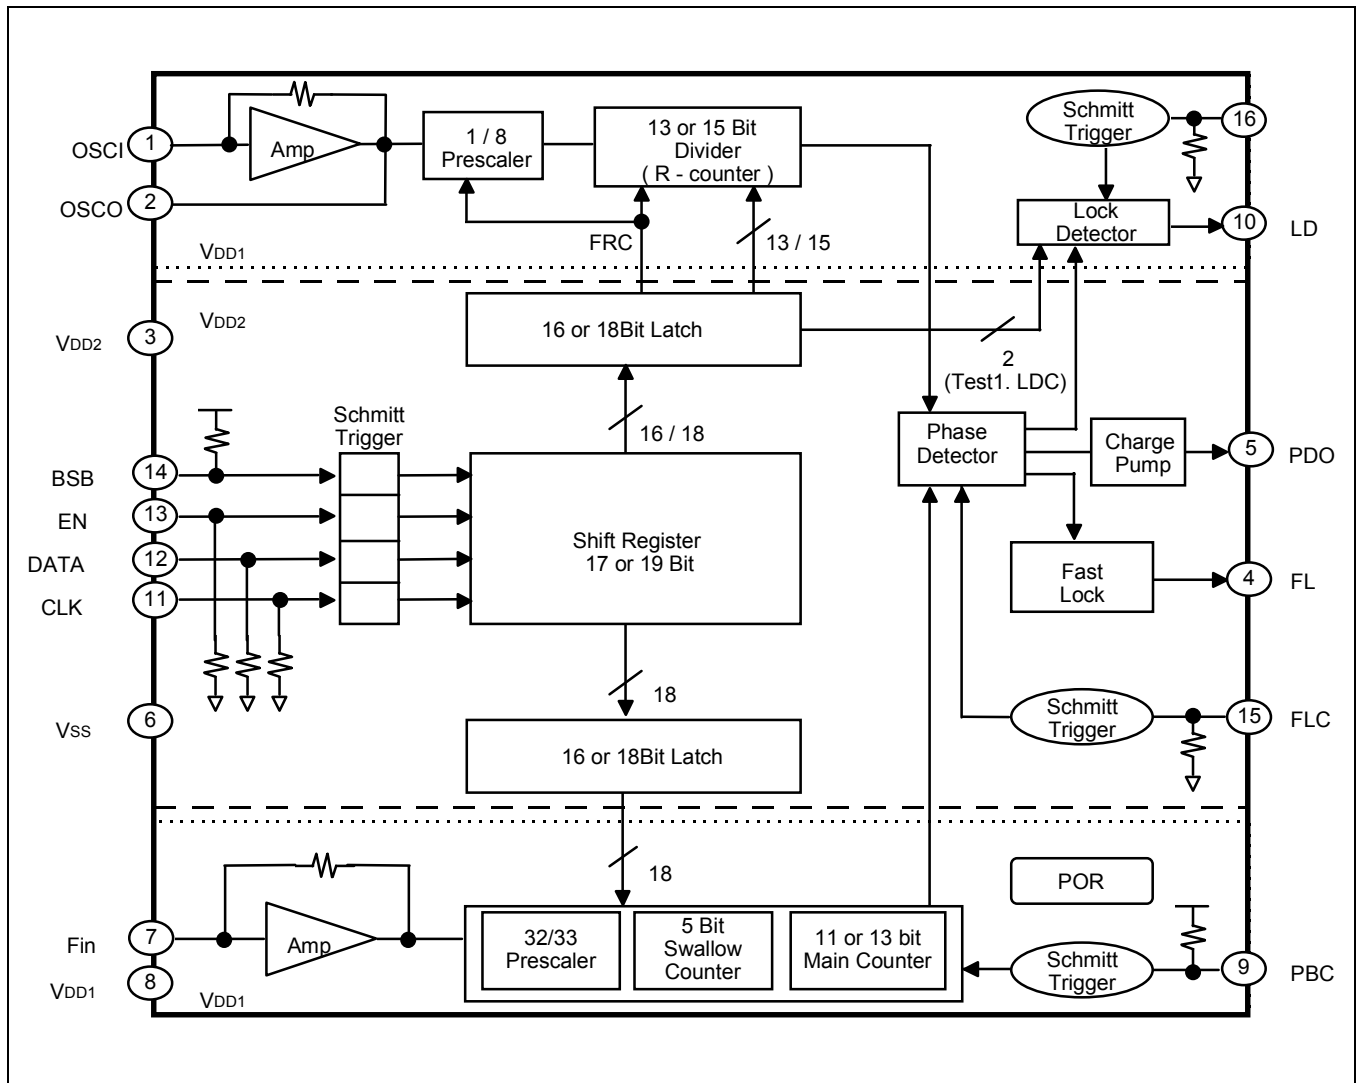 OSCI
1
OSCO
2
Amp
1 / 8
Prescaler
13 or 15 Bit
Divider
( R - counter )
Schmitt
Trigger
16
Lock
Detector
10
LD
FRC
13 / 15
VDD1
VDD2
VDD2
3
16 or 18Bit Latch
2
(Test1. LDC)
16 / 18
Schmitt
Trigger
BSB
14
EN
13
DATA
12
CLK
11
Shift Register
17 or 19 Bit
Phase
Detector
Charge
Pump
5
PDO
Fast
Lock
4
FL
18
VSS
6
16 or 18Bit Latch
Schmitt
Trigger
15
FLC
18
POR
Fin
7
VDD1
8
VDD1
Amp
32/33
Prescaler
5 Bit
Swallow
Counter
11 or 13 bit
Main Counter
Schmitt
Trigger
9
PBC